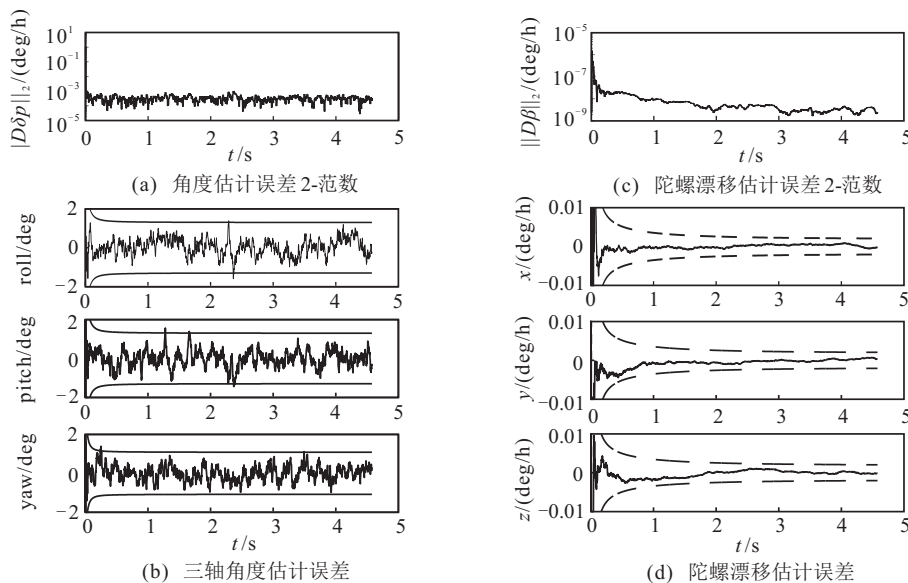 |Dδp||₂/(deg/h)
10¹
10⁻¹
10⁻³
10⁻⁵
0 1 2 3 4 5
t/s
(a) 角度估计误差2-范数
||Dβ||₂/(deg/h)
10⁻⁵
10⁻⁷
10⁻⁹
0 1 2 3 4 5
t/s
(c) 陀螺漂移估计误差2-范数
roll/deg
2
0
−2
0 1 2 3 4 5
pitch/deg
2
0
−2
0 1 2 3 4 5
yaw/deg
2
0
−2
0 1 2 3 4 5
t/s
(b) 三轴角度估计误差
x/(deg/h)
0.01
0
−0.01
0 1 2 3 4 5
y/(deg/h)
0.01
0
−0.01
0 1 2 3 4 5
z/(deg/h)
0.01
0
−0.01
0 1 2 3 4 5
t/s
(d) 陀螺漂移估计误差